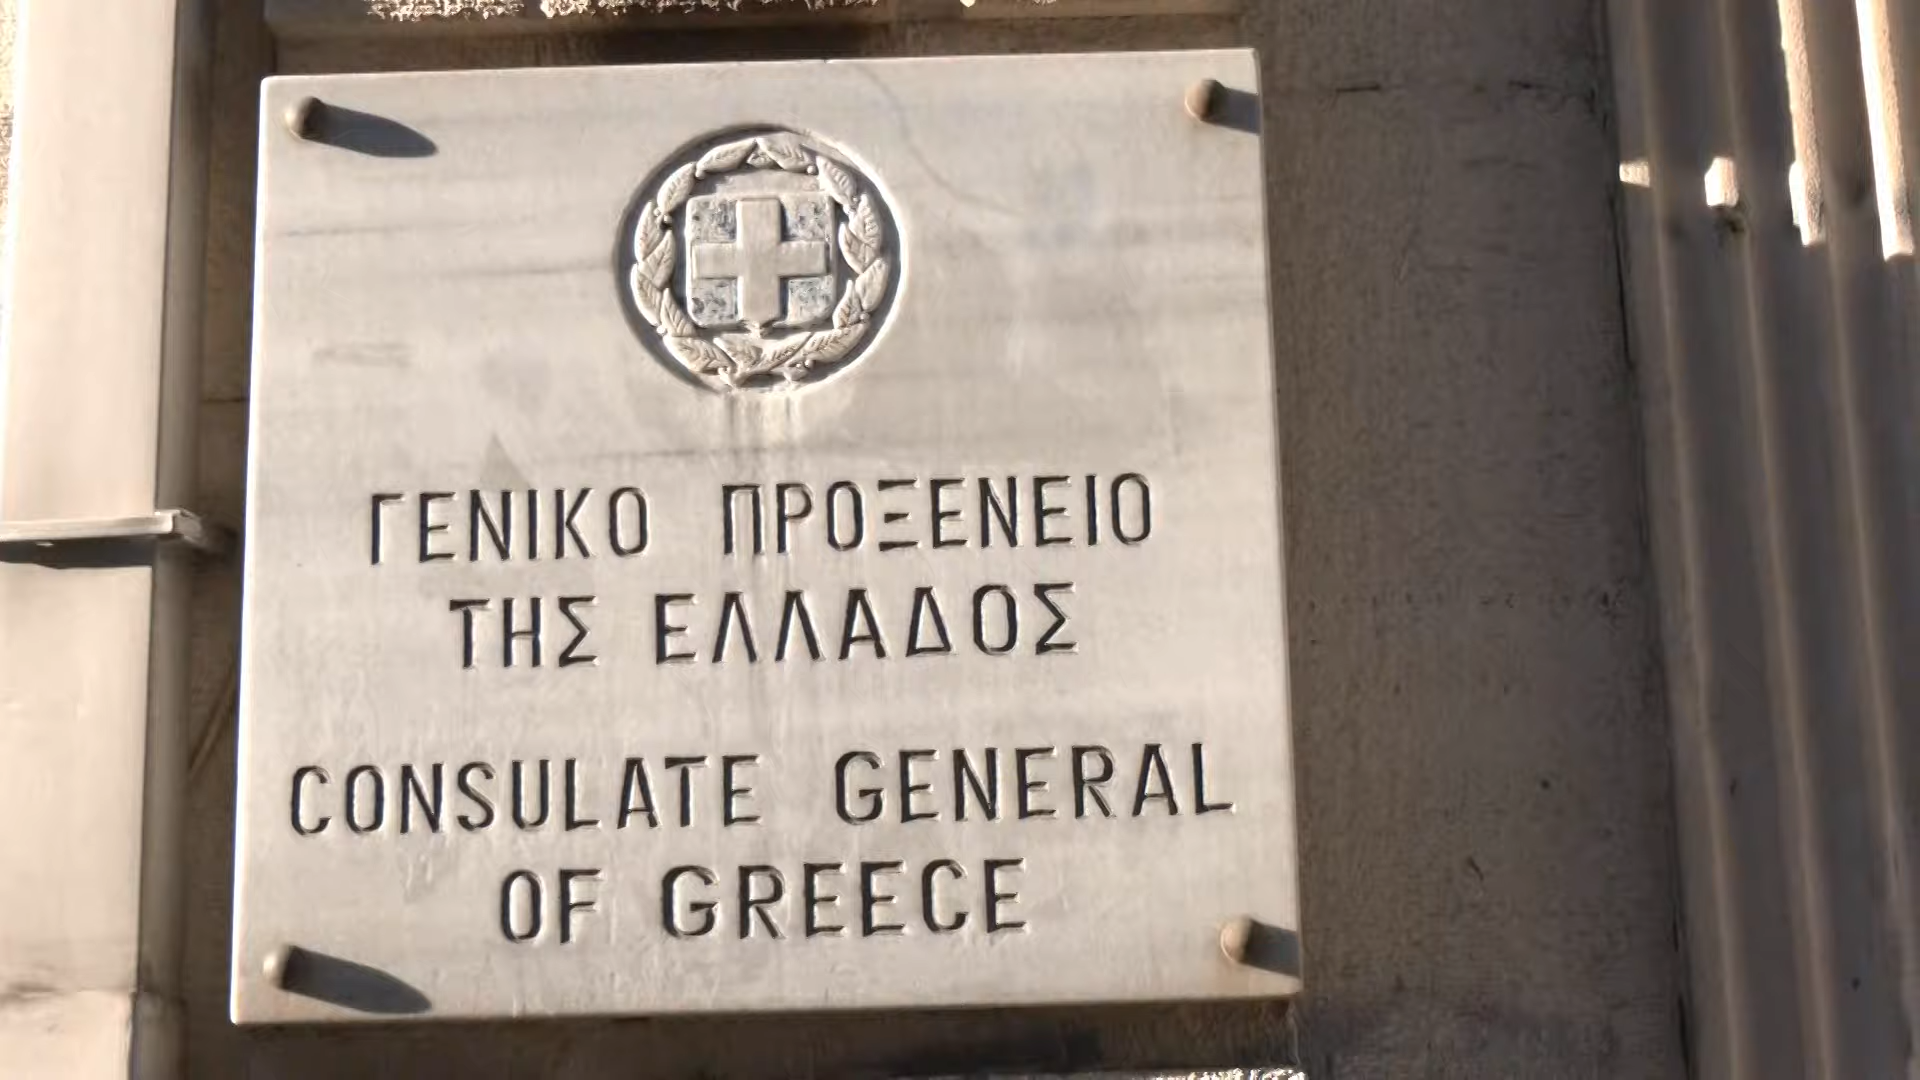 ΓΕΝΙΚΟ ΠΡΟΞΕΝΕΙΟ
ΤΗΣ ΕΛΛΑΔΟΣ
CONSULATE GENERAL
OF GREECE